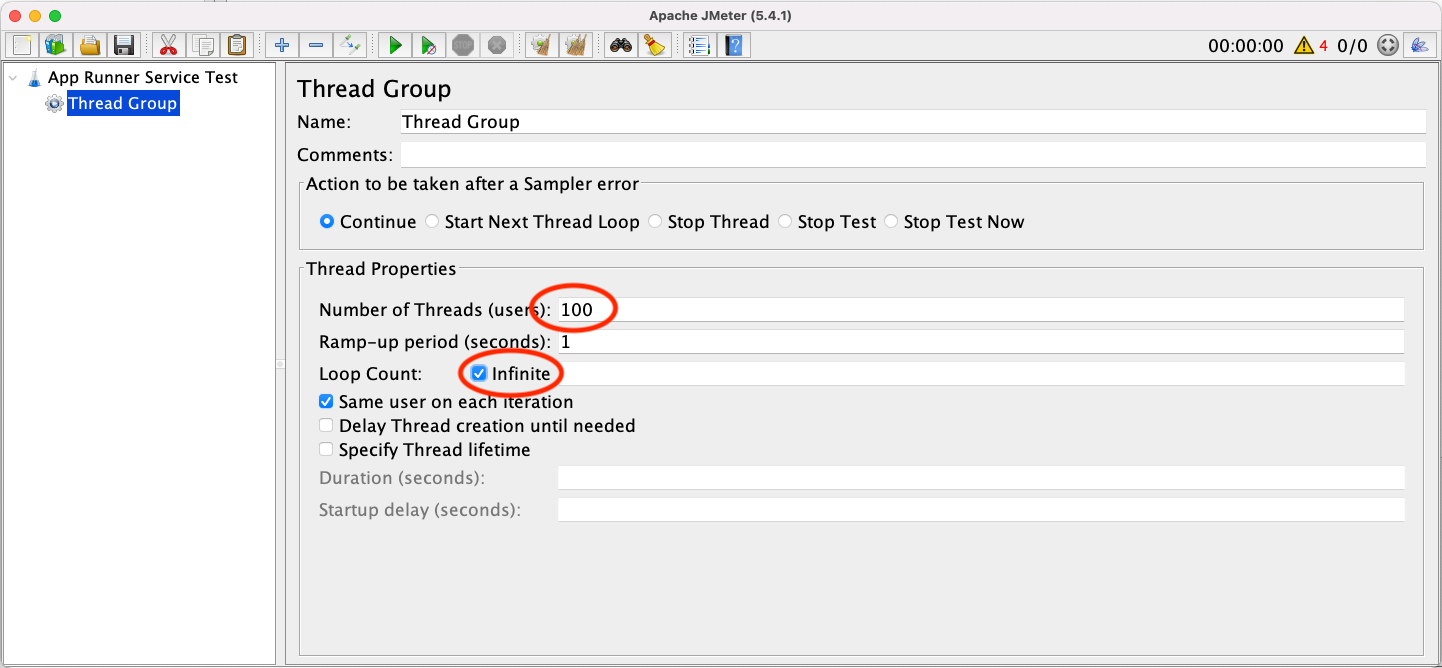 Apache JMeter (5.4.1)
STOP
00:00:00 4 0/0
App Runner Service Test
Thread Group
Thread Group
Name: Thread Group
Comments:
Action to be taken after a Sampler error
Continue Start Next Thread Loop Stop Thread Stop Test Stop Test Now
Thread Properties
Number of Threads (users): 100
Ramp-up period (seconds): 1
Loop Count: Infinite
Same user on each iteration
Delay Thread creation until needed
Specify Thread lifetime
Duration (seconds):
Startup delay (seconds):